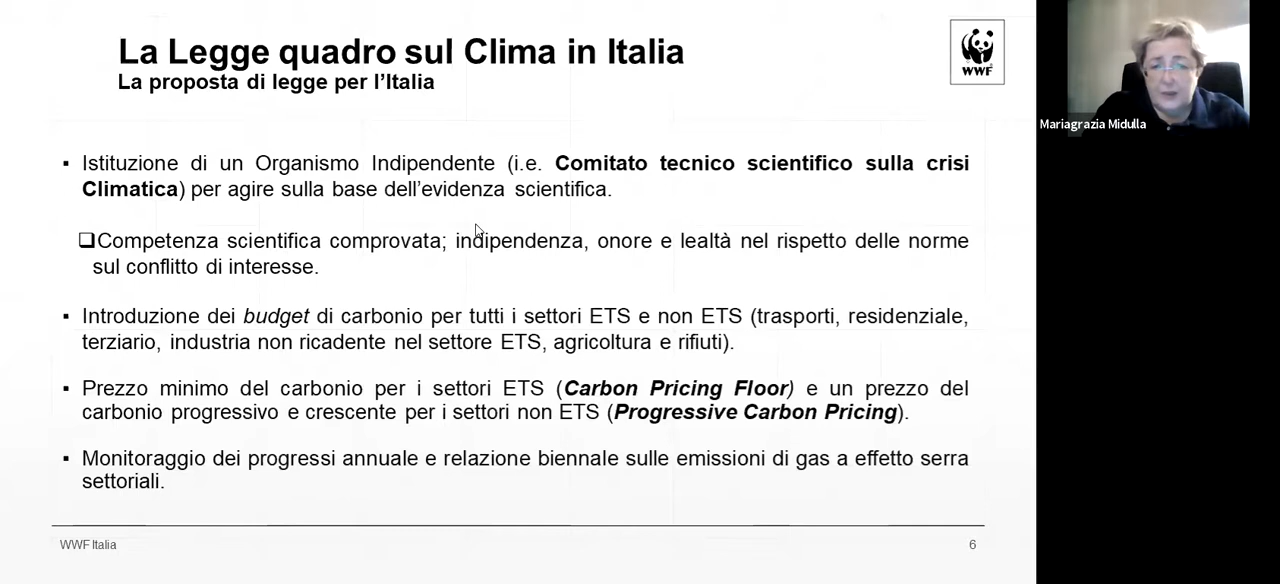 La Legge quadro sul Clima in Italia
La proposta di legge per l'Italia
WWF
Mariagrazia Midulla
▪ Istituzione di un Organismo Indipendente (i.e. Comitato tecnico scientifico sulla crisi
Climatica) per agire sulla base dell'evidenza scientifica.
❑Competenza scientifica comprovata; indipendenza, onore e lealtà nel rispetto delle norme
sul conflitto di interesse.
▪ Introduzione dei budget di carbonio per tutti i settori ETS e non ETS (trasporti, residenziale,
terziario, industria non ricadente nel settore ETS, agricoltura e rifiuti).
▪ Prezzo minimo del carbonio per i settori ETS (Carbon Pricing Floor) e un prezzo del
carbonio progressivo e crescente per i settori non ETS (Progressive Carbon Pricing).
▪ Monitoraggio dei progressi annuale e relazione biennale sulle emissioni di gas a effetto serra
settoriali.
WWF Italia
6